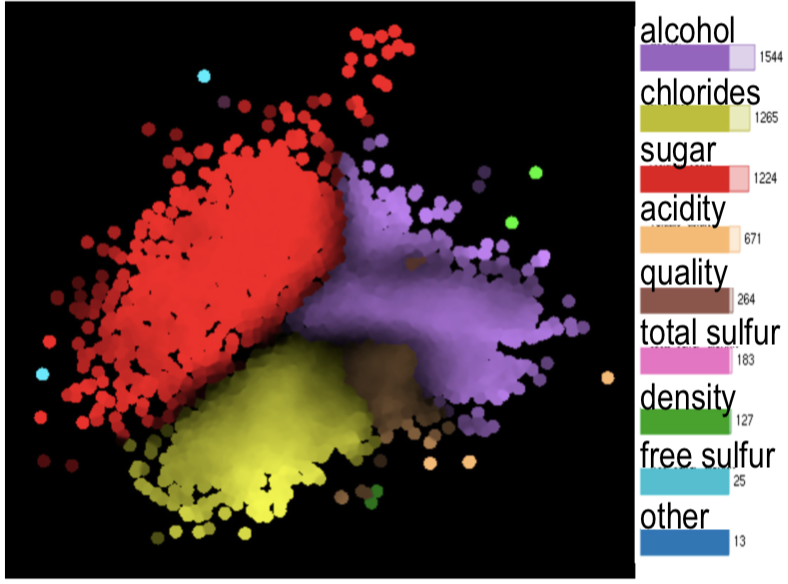 alcohol
1544
chlorides
1265
sugar
1224
acidity
671
quality
264
total sulfur
183
density
127
free sulfur
25
other
13